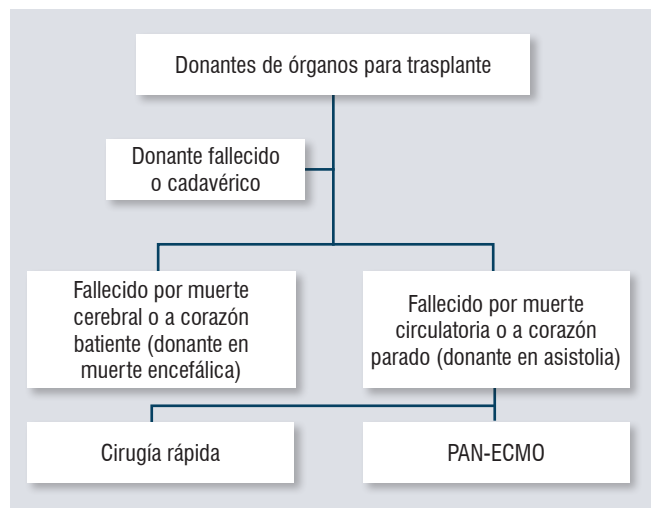 Donantes de órganos para trasplante
Donante fallecido
o cadavérico
Fallecido por muerte
cerebral o a corazón
batiente (donante en
muerte encefálica)
Fallecido por muerte
circulatoria o a corazón
parado (donante en asistolia)
Cirugía rápida
PAN-ECMO